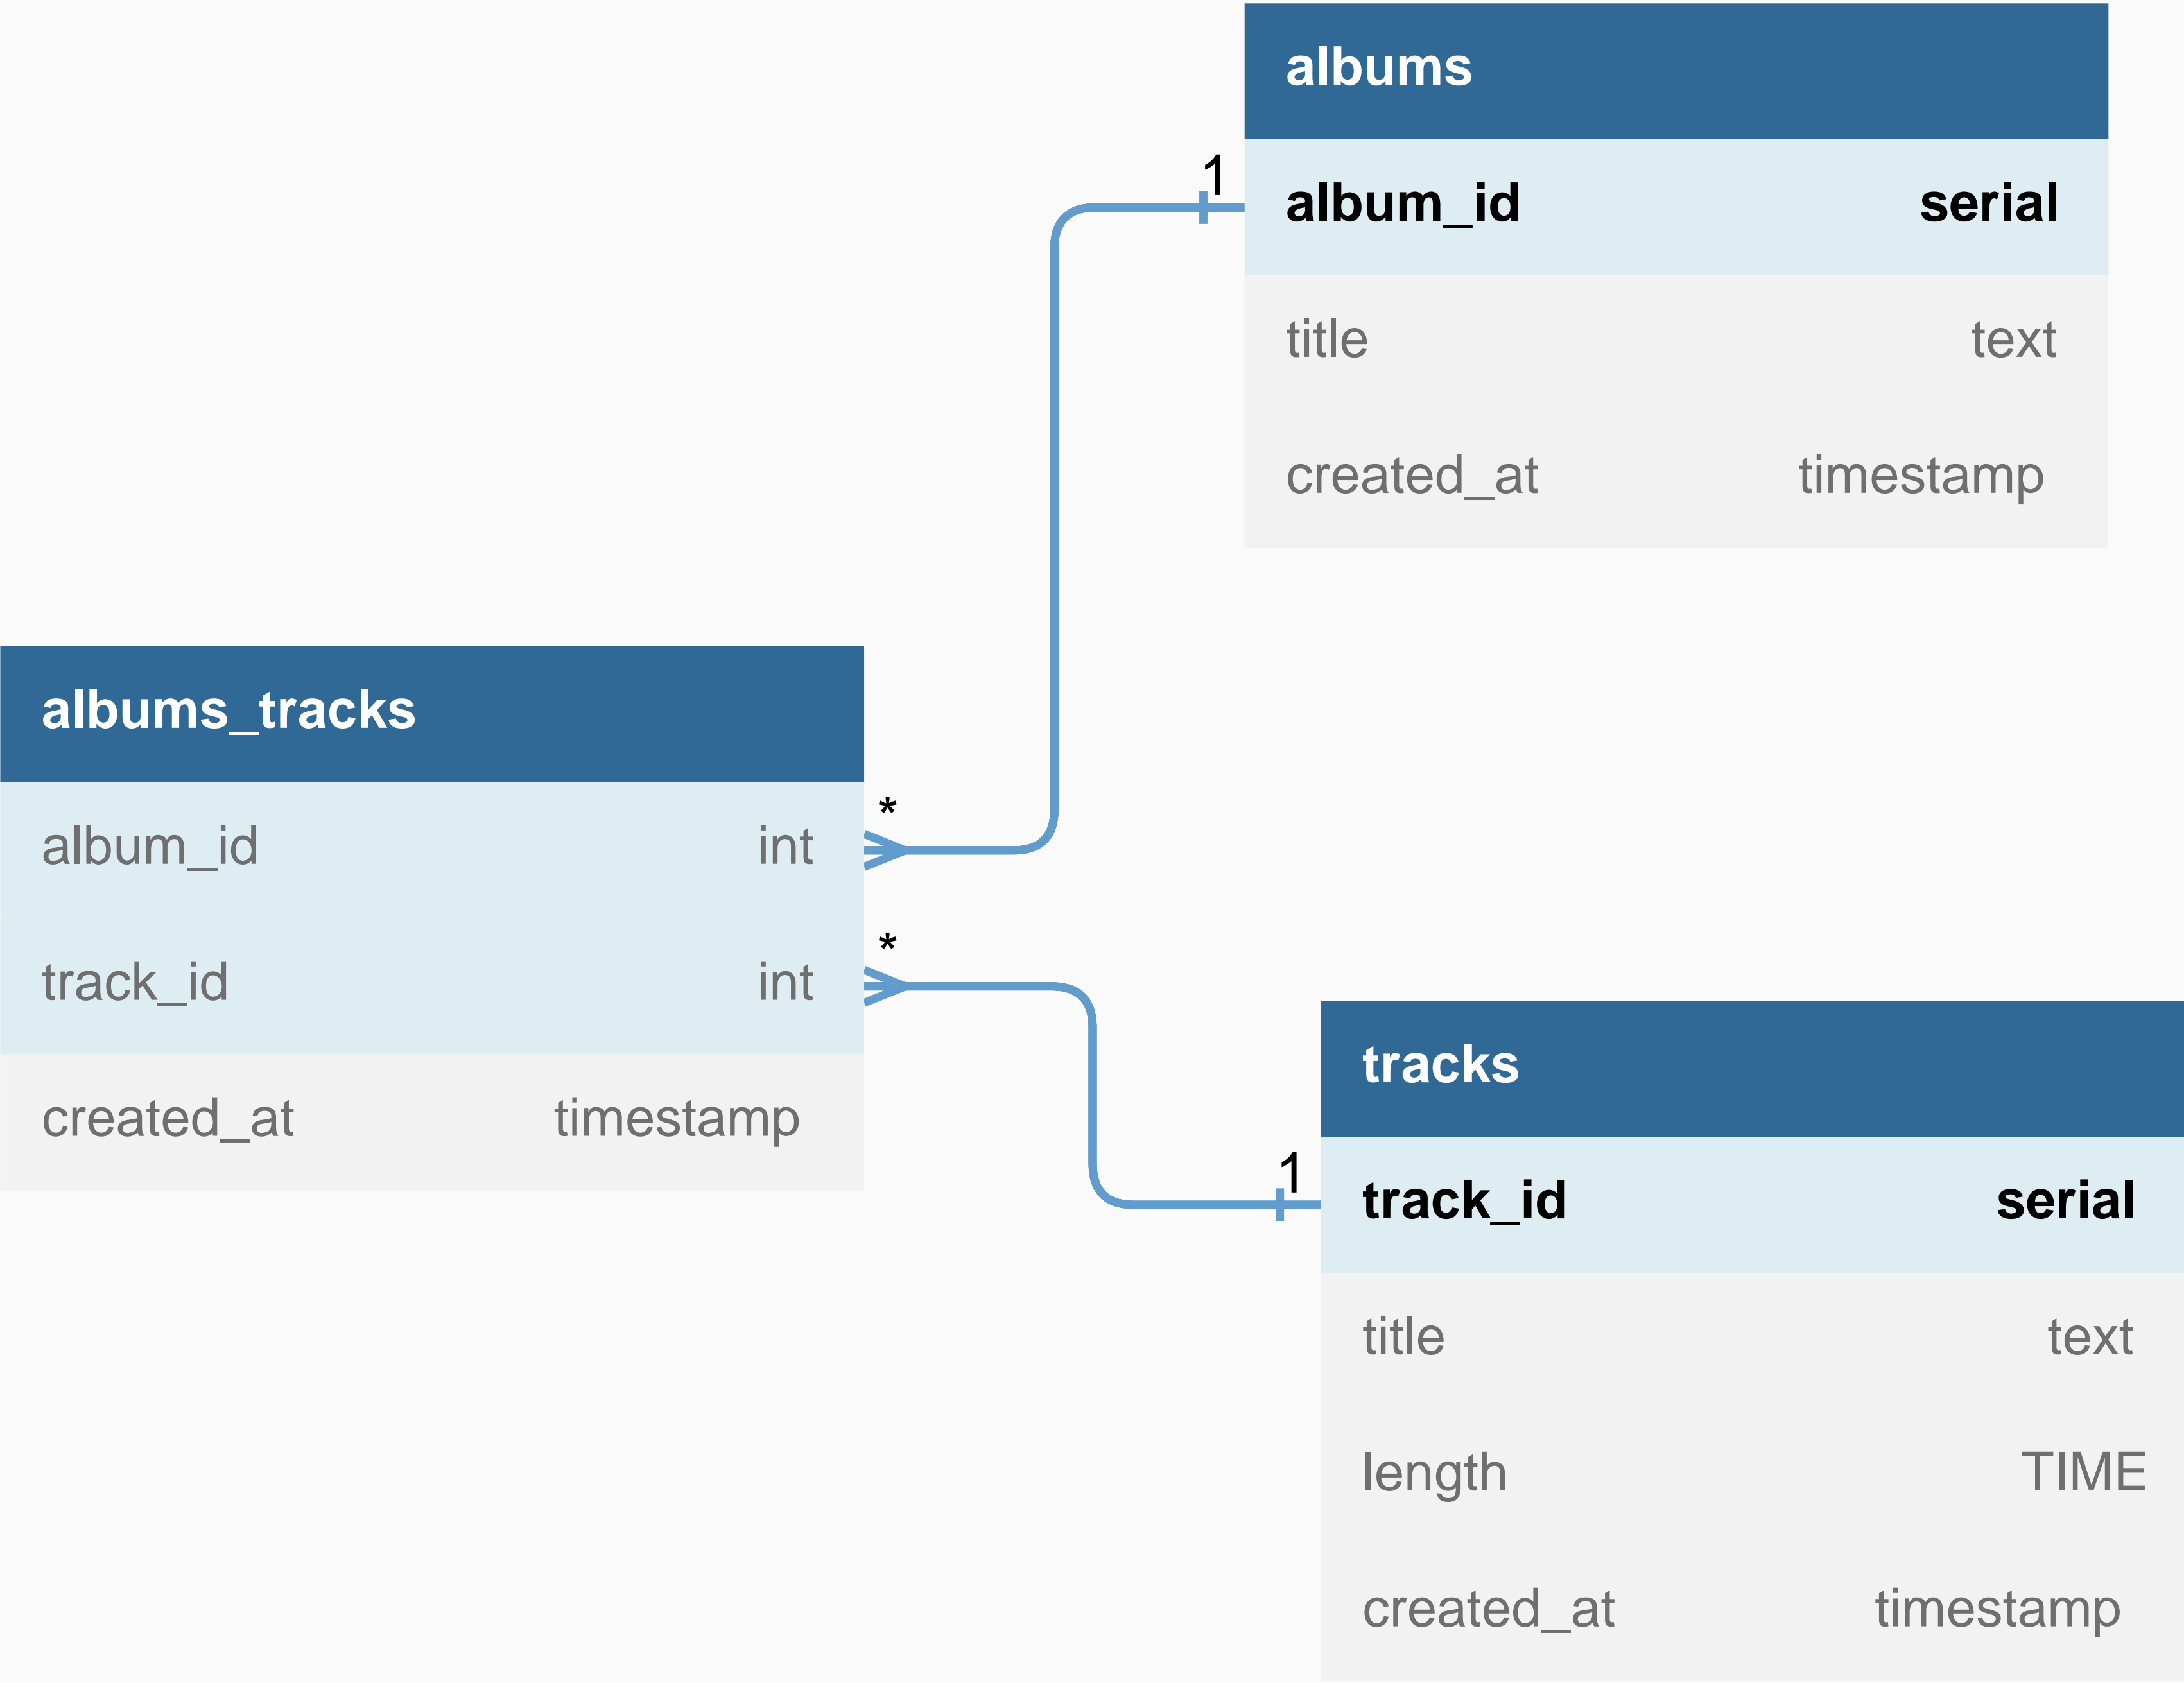 albums
1
album_id serial
title text
created_at timestamp
albums_tracks
*
album_id int
*
track_id int
created_at timestamp
tracks
1
track_id serial
title text
length TIME
created_at timestamp